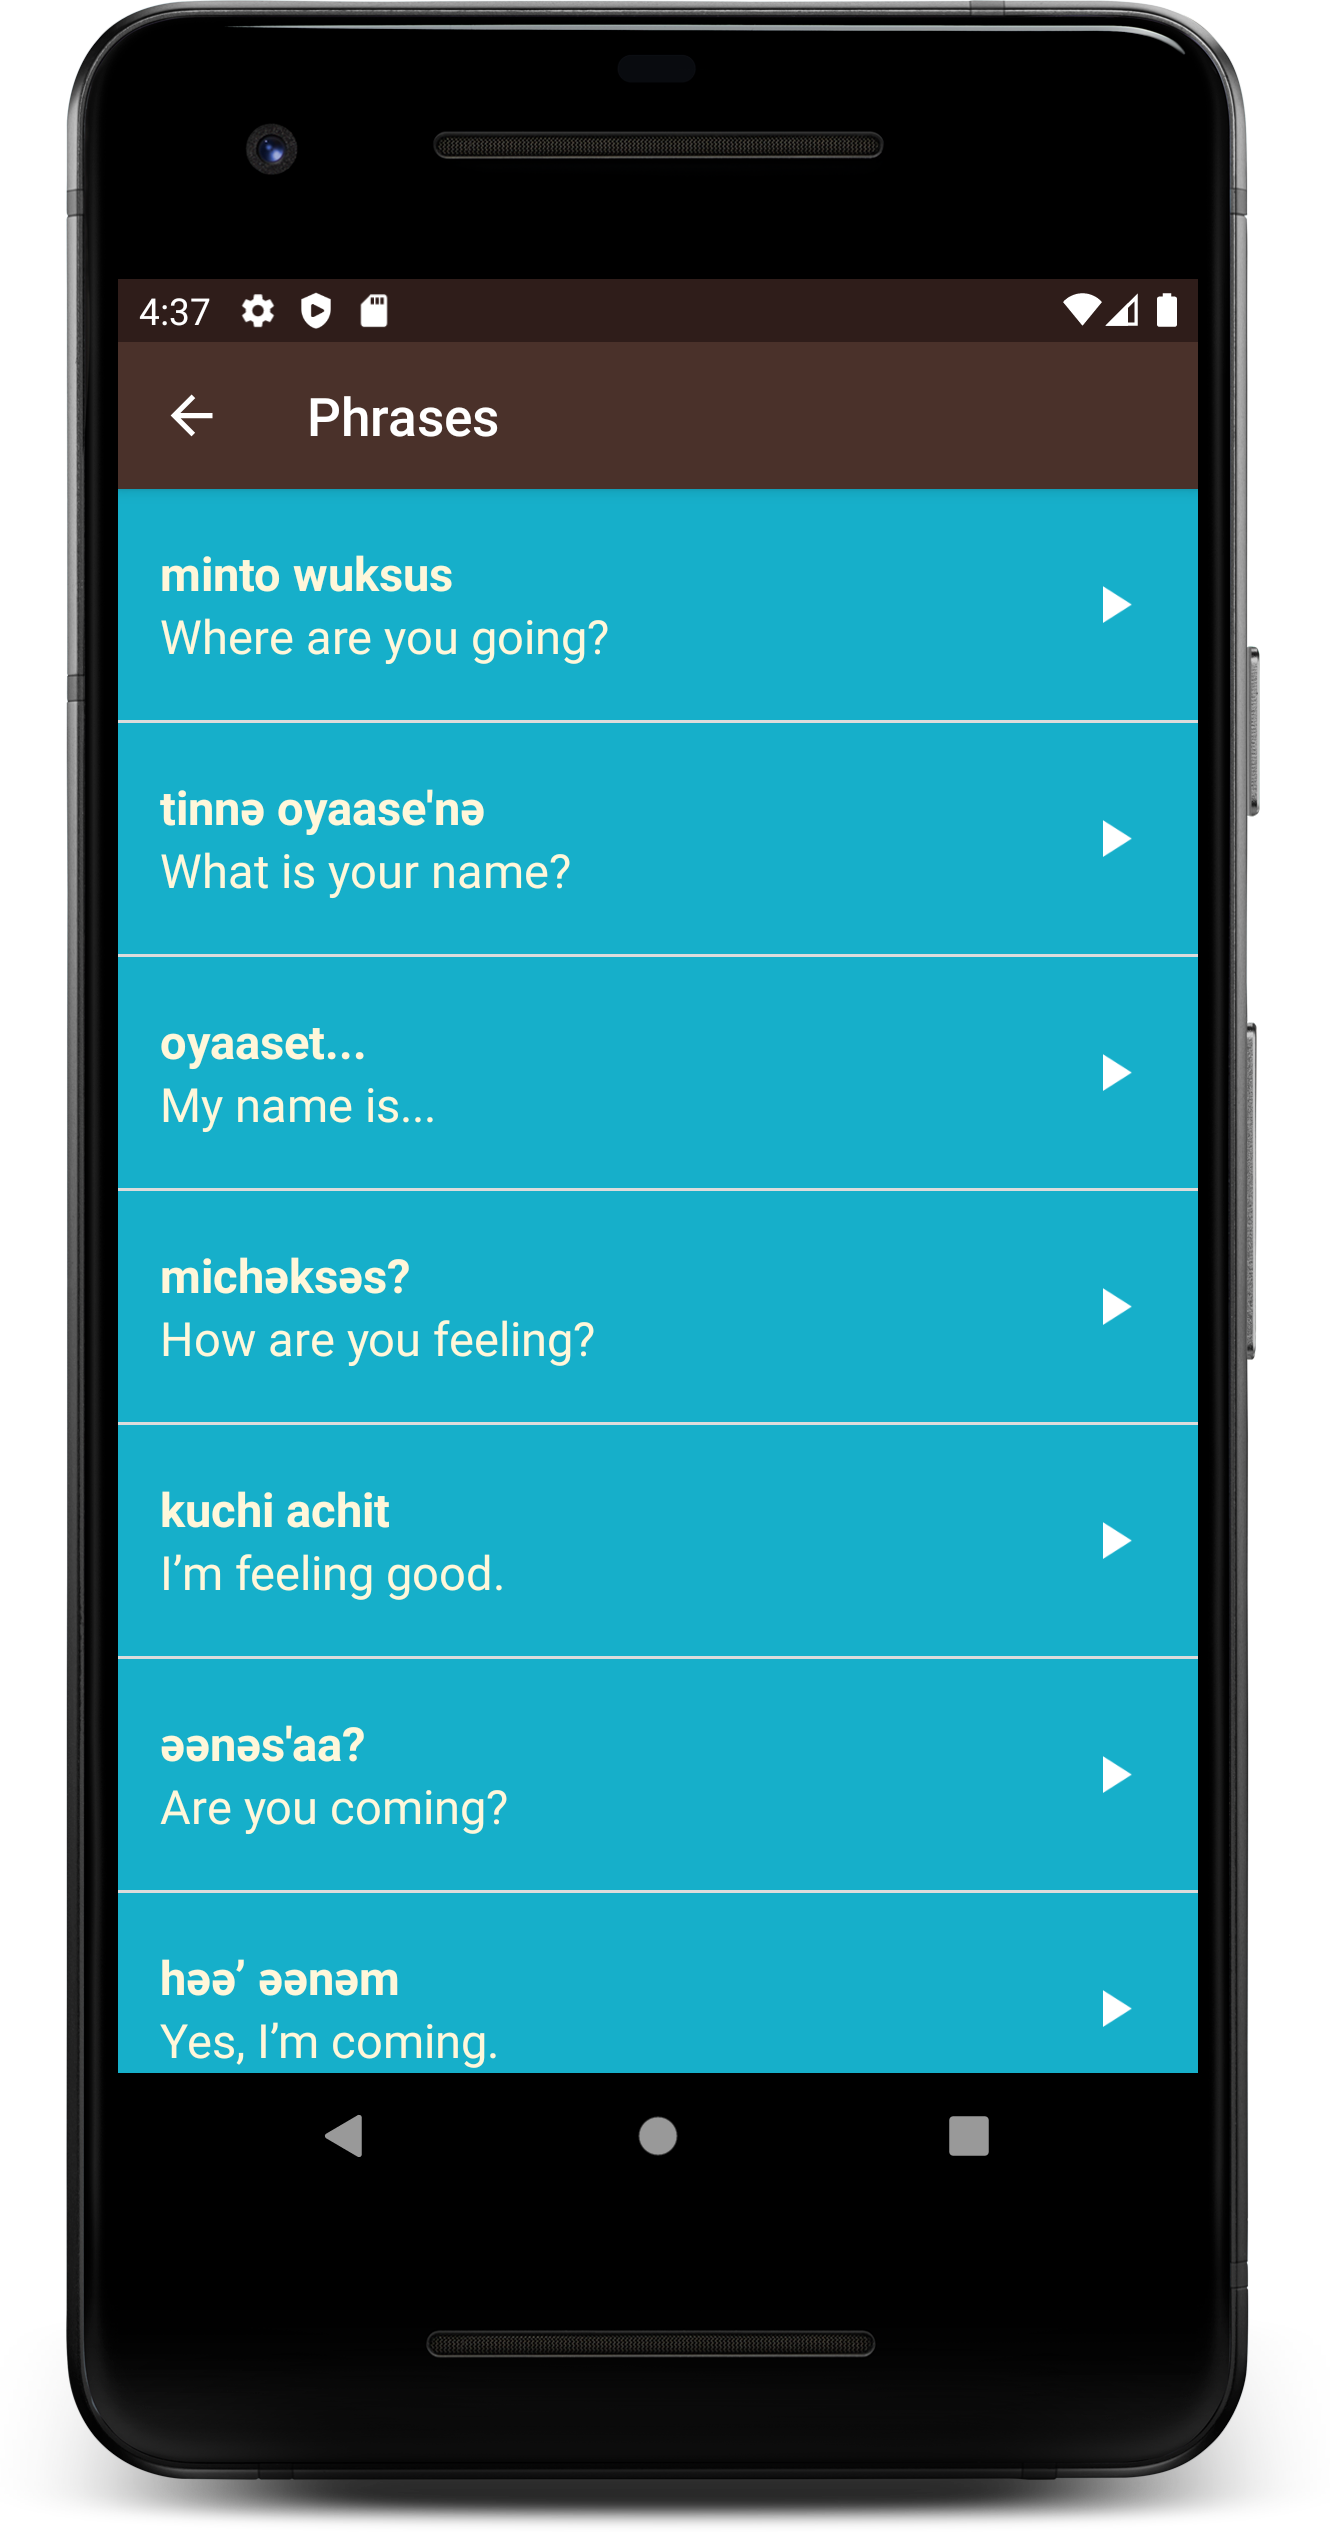 4:37
Phrases
minto wuksus
Where are you going?
tinnə oyaase'nə
What is your name?
oyaaset...
My name is...
michəksəs?
How are you feeling?
kuchi achit
I’m feeling good.
əənəs'aa?
Are you coming?
həə’ əənəm
Yes, I’m coming.